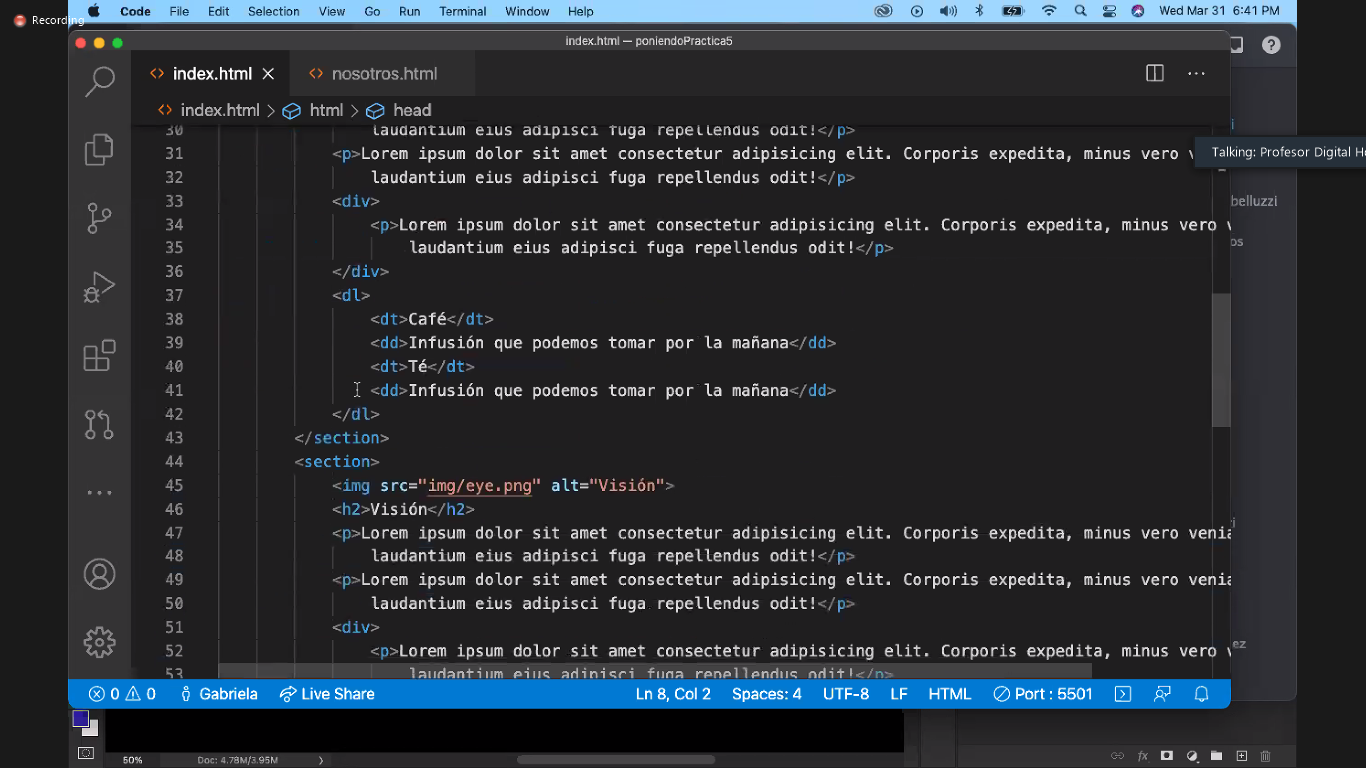 Recording
Code File Edit Selection View Go Run Terminal Window Help Wed Mar 31 6:41 PM
index.html — poniendoPractica5
index.html nosotros.html
index.html > html > head
Talking: Profesor Digital Ho
30 laudantium eius adipisci fuga repellendus odit!</p>
31 <p>Lorem ipsum dolor sit amet consectetur adipisicing elit. Corporis expedita, minus vero v
32 laudantium eius adipisci fuga repellendus odit!</p>
33 <div>
34 <p>Lorem ipsum dolor sit amet consectetur adipisicing elit. Corporis expedita, minus vero v
35 laudantium eius adipisci fuga repellendus odit!</p>
36 </div>
37 <dl>
38 <dt>Café</dt>
39 <dd>Infusión que podemos tomar por la mañana</dd>
40 <dt>Té</dt>
41 <dd>Infusión que podemos tomar por la mañana</dd>
42 </dl>
43 </section>
44 <section>
45 <img src="img/eye.png" alt="Visión">
46 <h2>Visión</h2>
47 <p>Lorem ipsum dolor sit amet consectetur adipisicing elit. Corporis expedita, minus vero venia
48 laudantium eius adipisci fuga repellendus odit!</p>
49 <p>Lorem ipsum dolor sit amet consectetur adipisicing elit. Corporis expedita, minus vero venia
50 laudantium eius adipisci fuga repellendus odit!</p>
51 <div>
52 <p>Lorem ipsum dolor sit amet consectetur adipisicing elit. Corporis expedita, minus vero v
53 laudantium eius adipisci fuga repellendus odit!</p>
belluzzi
os
ez
0 0 Gabriela Live Share Ln 8, Col 2 Spaces: 4 UTF-8 LF HTML Port : 5501
50% Doc: 4.78M/3.95M
fx